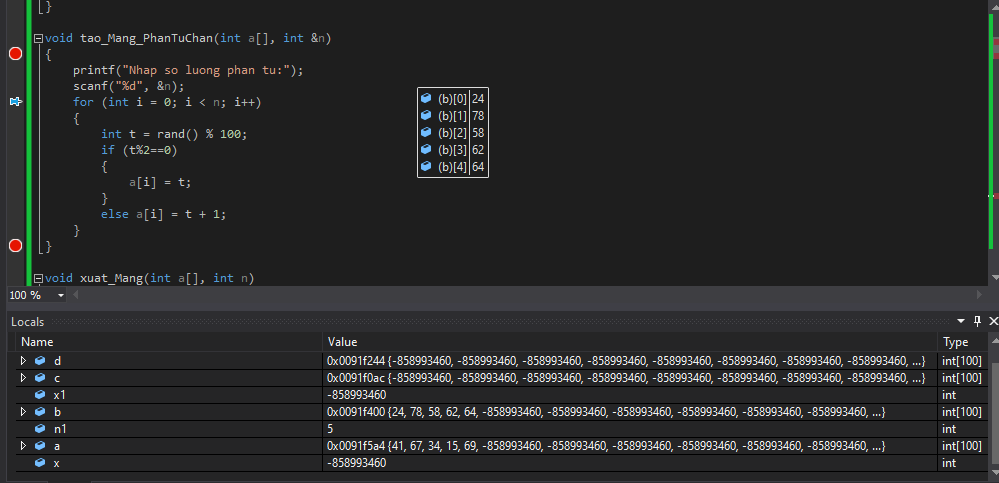 }
void tao_Mang_PhanTuChan(int a[], int &n)
{
printf("Nhap so luong phan tu:");
scanf("%d", &n);
for (int i = 0; i < n; i++)
{
int t = rand() % 100;
if (t%2==0)
{
a[i] = t;
}
else a[i] = t + 1;
}
}
void xuat_Mang(int a[], int n)
(b)[0] 24
(b)[1] 78
(b)[2] 58
(b)[3] 62
(b)[4] 64
100 %
Locals
Name Value Type
d 0x0091f244 {-858993460, -858993460, -858993460, -858993460, -858993460, -858993460, -858993460, -858993460, ...} int[100]
c 0x0091f0ac {-858993460, -858993460, -858993460, -858993460, -858993460, -858993460, -858993460, -858993460, ...} int[100]
x1 -858993460 int
b 0x0091f400 {24, 78, 58, 62, 64, -858993460, -858993460, -858993460, -858993460, -858993460, -858993460, ...} int[100]
n1 5 int
a 0x0091f5a4 {41, 67, 34, 15, 69, -858993460, -858993460, -858993460, -858993460, -858993460, -858993460, ...} int[100]
x -858993460 int